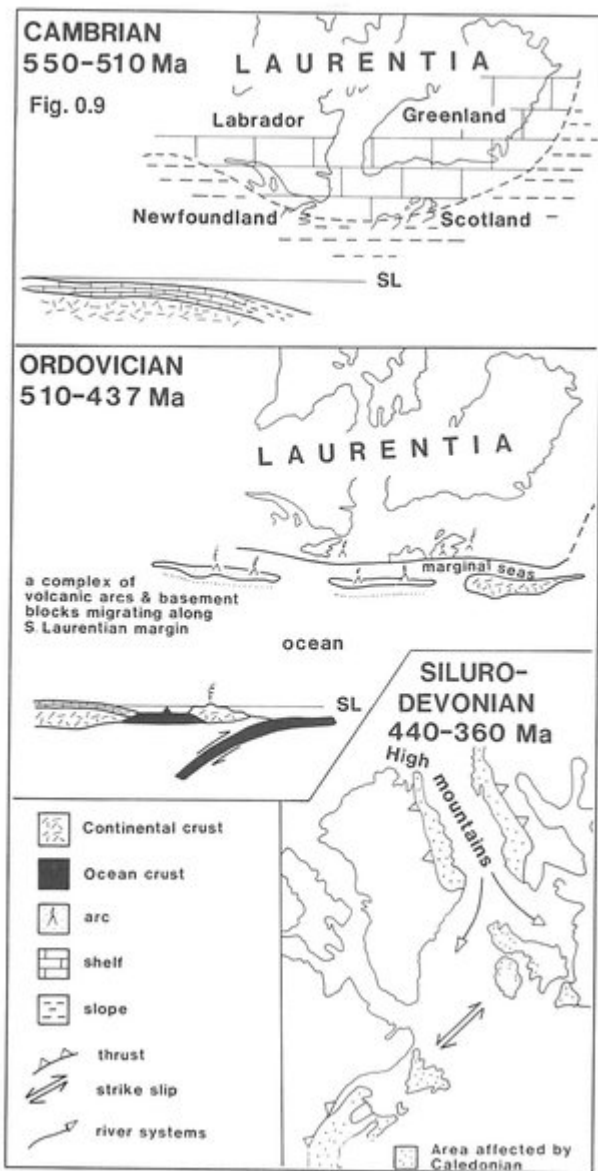 CAMBRIAN
550-510 Ma
Fig. 0.9
LAURENTIA
Labrador
Greenland
Newfoundland
Scotland
SL
ORDOVICIAN
510-437 Ma
LAURENTIA
marginal seas
a complex of
volcanic arcs & basement
blocks migrating along
S. Laurentian margin
ocean
SL
SILURO-
DEVONIAN
440-360 Ma
High
mountains
Continental crust
Ocean crust
arc
shelf
slope
thrust
strike slip
river systems
Area affected by
Caledonian